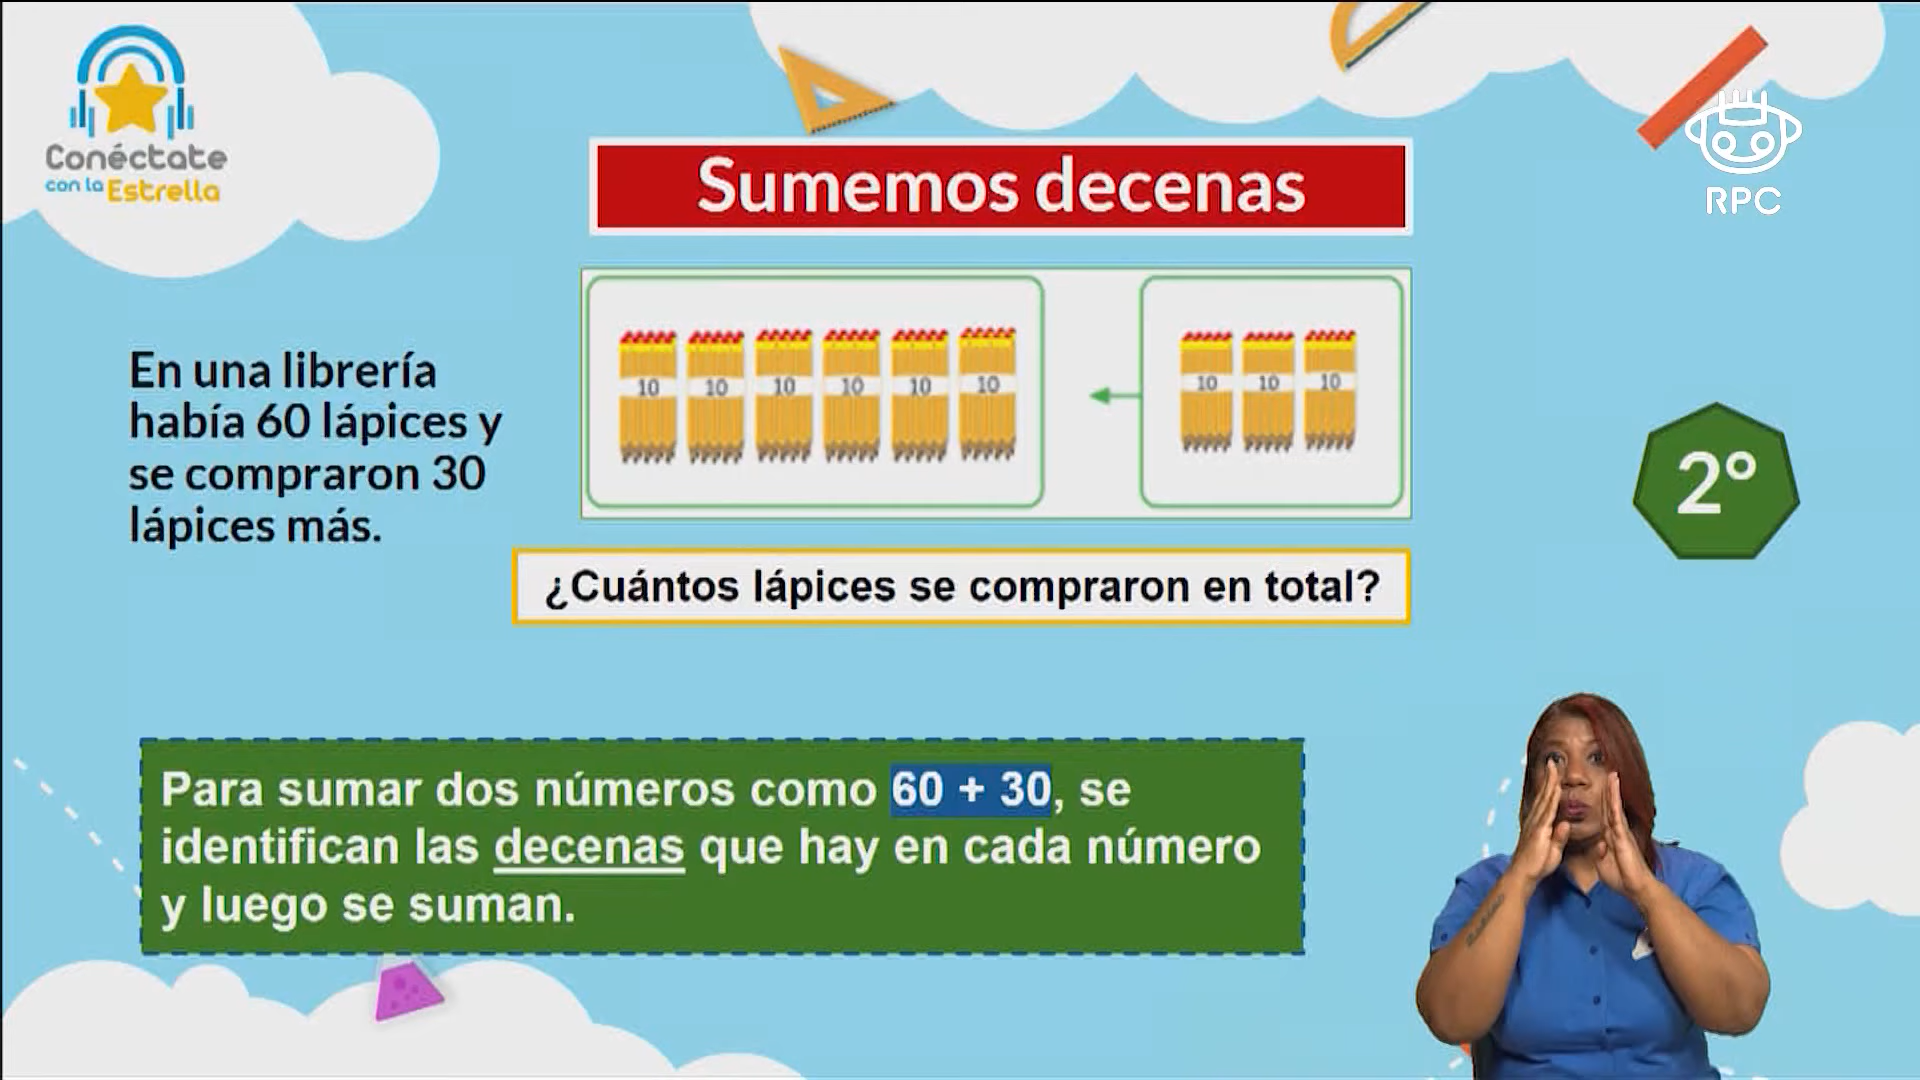 Conéctate
con la Estrella
RPC
Sumemos decenas
En una librería
había 60 lápices y
se compraron 30
lápices más.
10 10 10 10 10 10
10 10 10
2°
¿Cuántos lápices se compraron en total?
Para sumar dos números como 60 + 30, se
identifican las decenas que hay en cada número
y luego se suman.